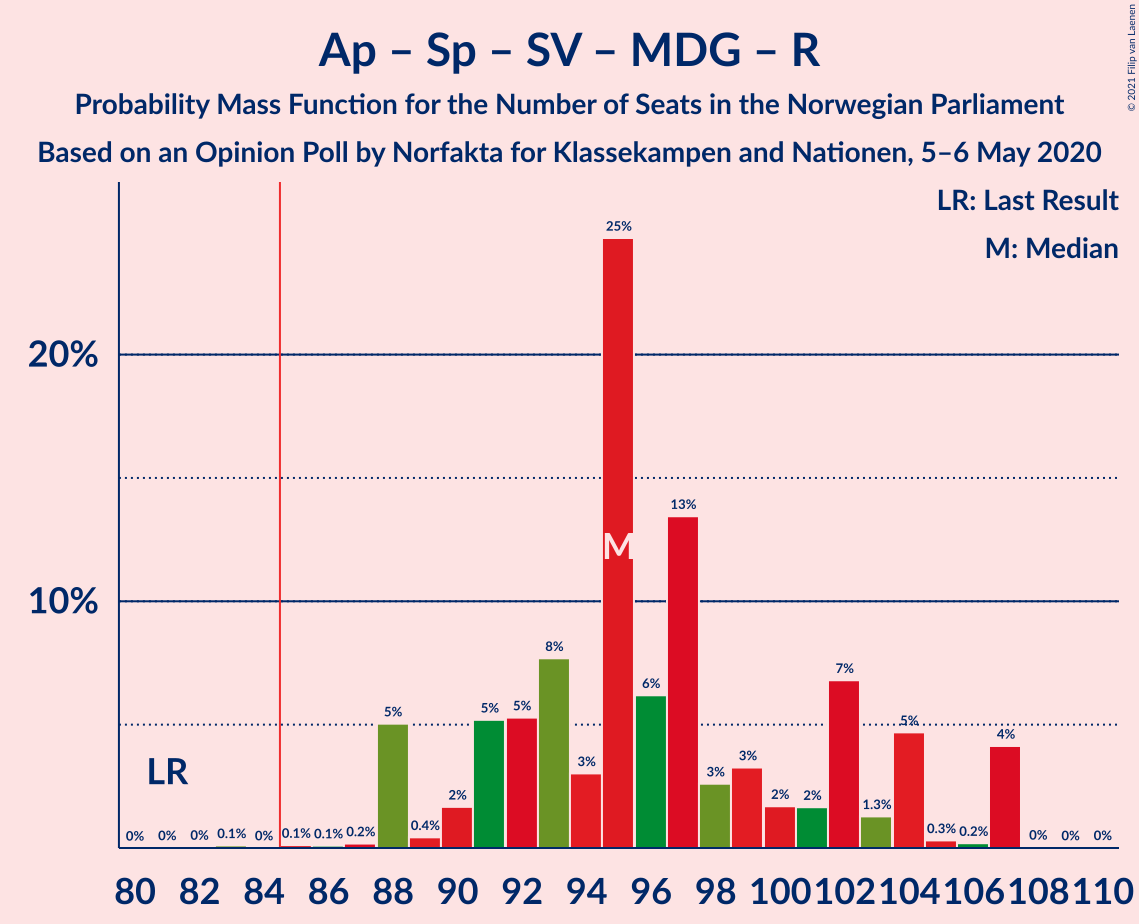 Ap – Sp – SV – MDG – R
Probability Mass Function for the Number of Seats in the Norwegian Parliament
Based on an Opinion Poll by Norfakta for Klassekampen and Nationen, 5–6 May 2020
© 2021 Filip van Laenen
LR: Last Result
M: Median
20%
10%
LR
M
0% 0% 0% 0.1% 0% 0.1% 0.1% 0.2% 5% 0.4% 2% 5% 5% 8% 3% 25% 6% 13% 3% 3% 2% 2% 7% 1.3% 5% 0.3% 0.2% 4% 0% 0% 0%
80 82 84 86 88 90 92 94 96 98 100 102 104 106 108 110